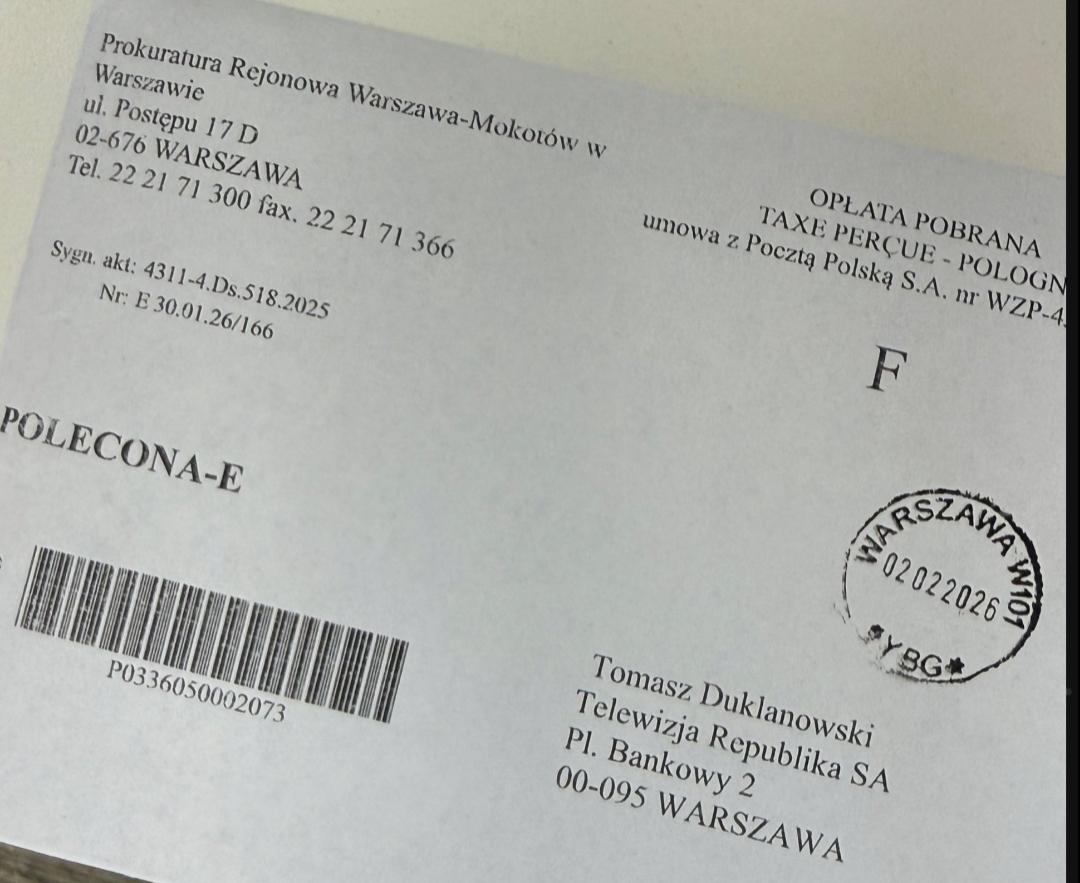 Prokuratura Rejonowa Warszawa-Mokotów w
Warszawie
ul. Postępu 17 D
02-676 WARSZAWA
Tel. 22 21 71 300 fax. 22 21 71 366
Sygn. akt: 4311-4.Ds.518.2025
Nr: E 30.01.26/166
OPŁATA POBRANA
TAXE PERÇUE - POLOGN
umowa z Pocztą Polską S.A. nr WZP-4
F
POLECONA-E
P0336050002073
WARSZAWA W101
02022026
*YBG*
Tomasz Duklanowski
Telewizja Republika SA
Pl. Bankowy 2
00-095 WARSZAWA